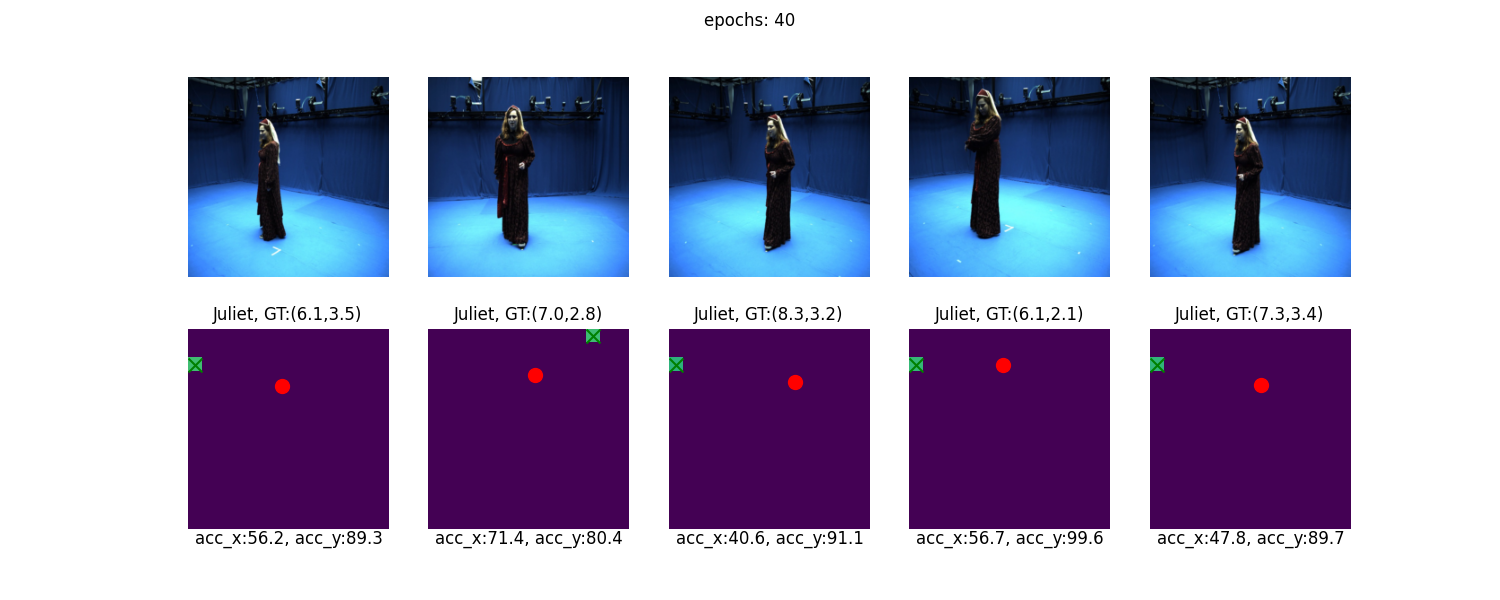 epochs: 40
Juliet, GT:(6.1,3.5)
Juliet, GT:(7.0,2.8)
Juliet, GT:(8.3,3.2)
Juliet, GT:(6.1,2.1)
Juliet, GT:(7.3,3.4)
acc_x:56.2, acc_y:89.3
acc_x:71.4, acc_y:80.4
acc_x:40.6, acc_y:91.1
acc_x:56.7, acc_y:99.6
acc_x:47.8, acc_y:89.7